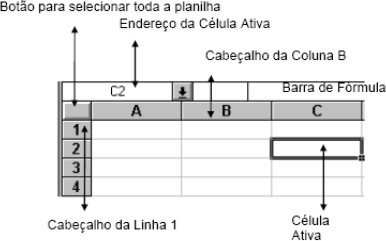 Botão para selecionar toda a planilha
Endereço da Célula Ativa
Cabeçalho da Coluna B
C2
Barra de Fórmula
A B C
1
2
3
4
Cabeçalho da Linha 1
Célula
Ativa